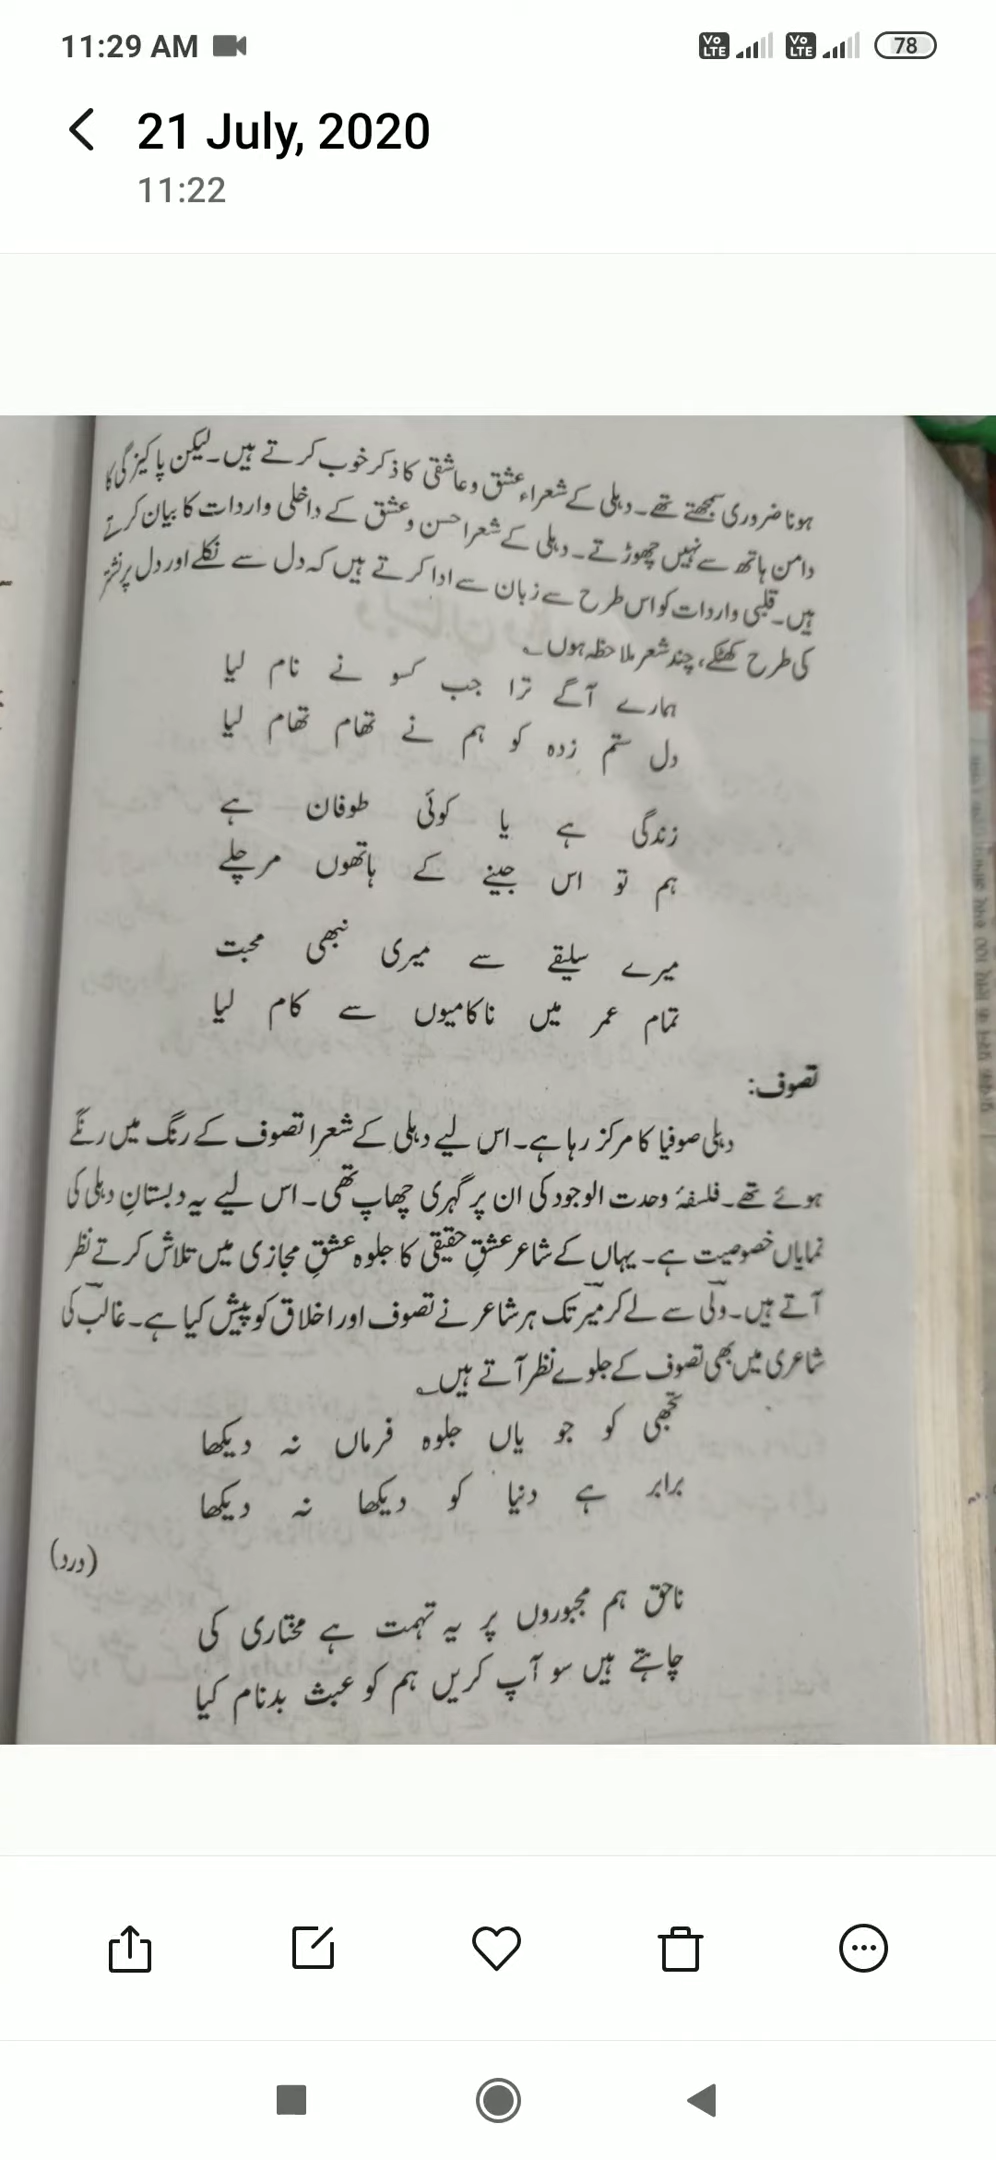 11:29 AM
Vo LTE Vo LTE 78
21 July, 2020
11:22
ہونا ضروری سمجھتے تھے۔ دہلی کے شعراء عشق و عاشقی کا ذکر خوب کرتے ہیں۔ لیکن پاکیزگی کا
دامن ہاتھ سے نہیں چھوڑتے۔ دہلی کے شعرا حسن و عشق کے داخلی واردات کا بیان کرتے
ہیں۔ قلبی واردات کو اس طرح سے زبان سے ادا کرتے ہیں کہ دل سے نکلے اور دل پر نشتر
کی طرح کھٹکے، چند شعر ملاحظہ ہوں ؂
ہمارے آگے ترا جب کسو نے نام لیا
دل ستم زدہ کو ہم نے تھام تھام لیا
زندگی ہے یا کوئی طوفان ہے
ہم تو اس جینے کے ہاتھوں مر چلے
میرے سلیقے سے میری نبھی محبت
تمام عمر میں ناکامیوں سے کام لیا
تصوف:
دہلی صوفیا کا مرکز رہا ہے۔ اس لیے دہلی کے شعرا تصوف کے رنگ میں رنگے
ہوئے تھے۔ فلسفۂ وحدت الوجود کی ان پر گہری چھاپ تھی۔ اس لیے یہ دبستانِ دہلی کی
نمایاں خصوصیت ہے۔ یہاں کے شاعر عشقِ حقیقی کا جلوہ عشقِ مجازی میں تلاش کرتے نظر
آتے ہیں۔ ولی سے لے کر میر تک ہر شاعر نے تصوف اور اخلاق کو پیش کیا ہے۔ غالب کی
شاعری میں بھی تصوف کے جلوے نظر آتے ہیں ؂
تجھی کو جو یاں جلوہ فرماں نہ دیکھا
برابر ہے دنیا کو دیکھا نہ دیکھا
(درد)
ناحق ہم مجبوروں پر یہ تہمت ہے مختاری کی
چاہتے ہیں سو آپ کریں ہم کو عبث بدنام کیا